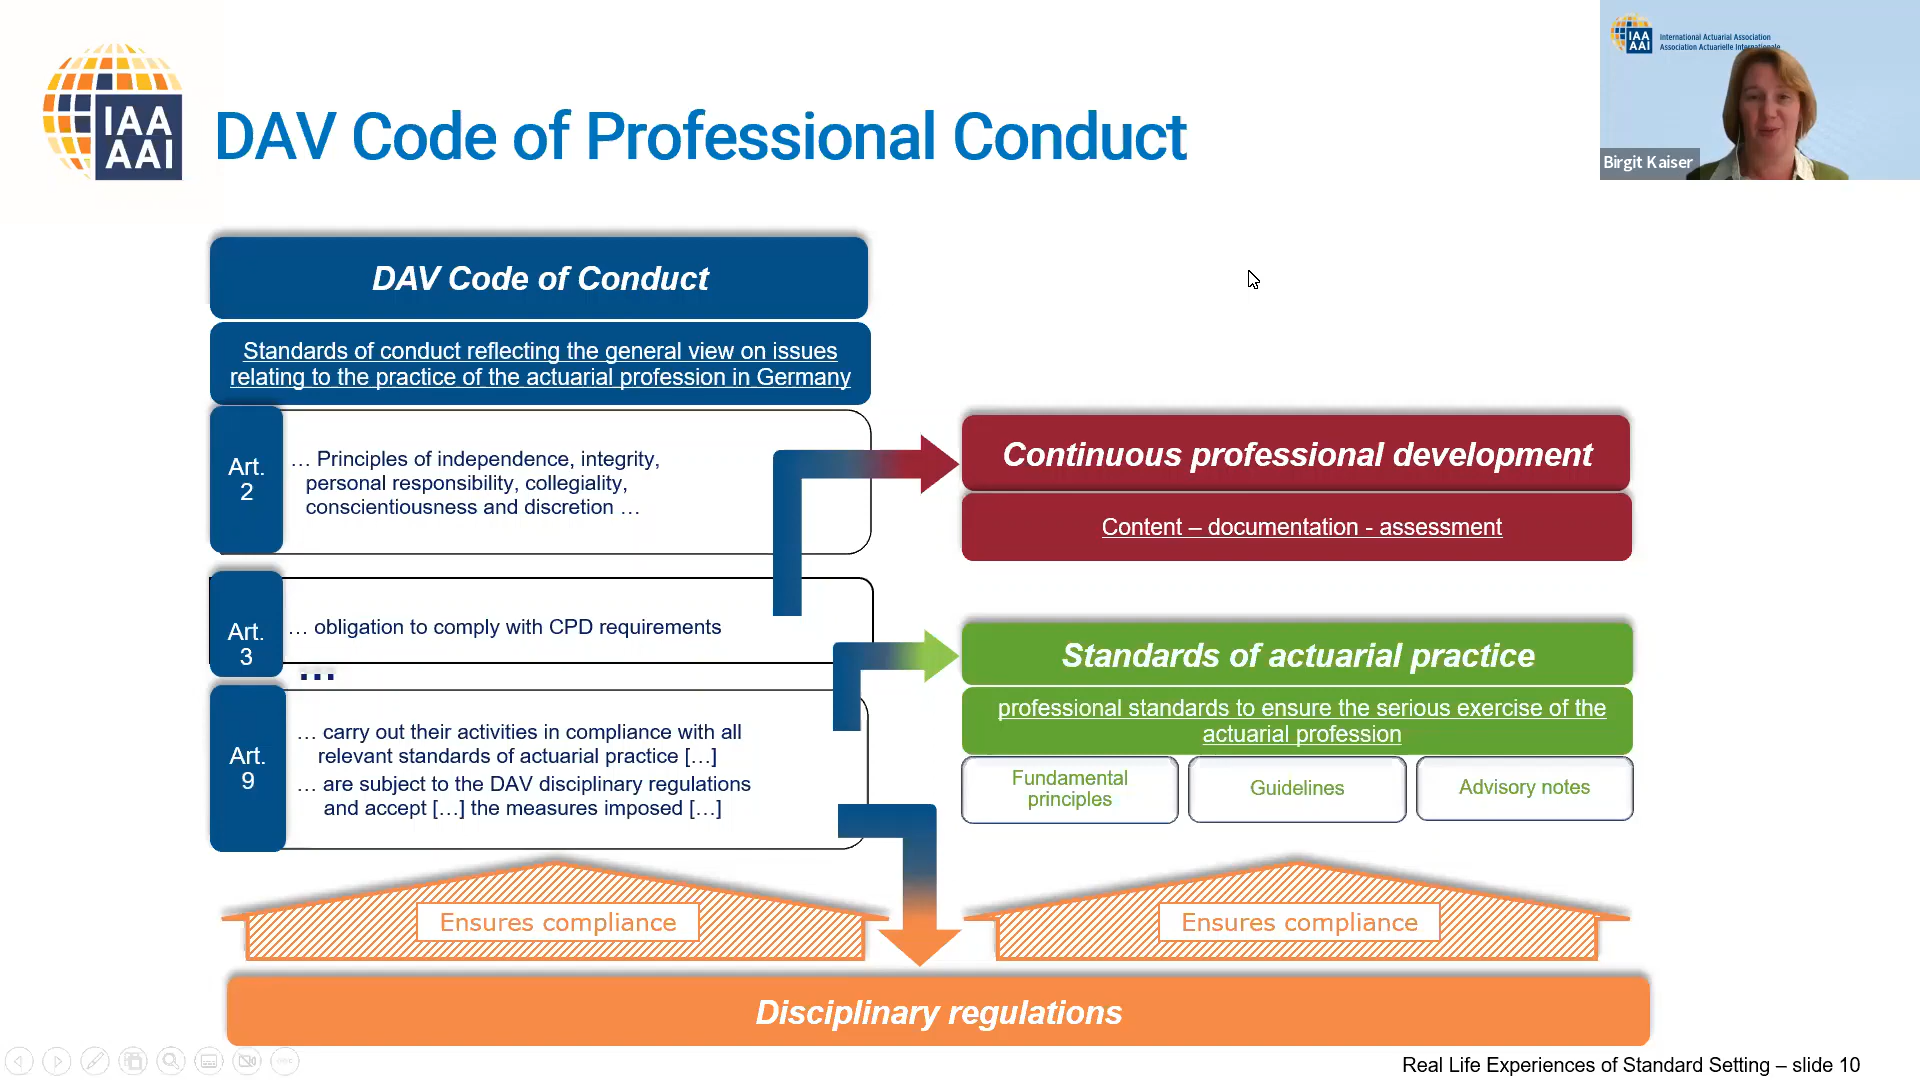 IAA
AAI
DAV Code of Professional Conduct
IAA
AAI
International Actuarial Association
Association Actuarielle Internationale
Birgit Kaiser
DAV Code of Conduct
Standards of conduct reflecting the general view on issues
relating to the practice of the actuarial profession in Germany
Art.
2
… Principles of independence, integrity,
personal responsibility, collegiality,
conscientiousness and discretion …
Art.
3
… obligation to comply with CPD requirements
…
Art.
9
… carry out their activities in compliance with all
relevant standards of actuarial practice […]
… are subject to the DAV disciplinary regulations
and accept […] the measures imposed […]
Continuous professional development
Content – documentation - assessment
Standards of actuarial practice
professional standards to ensure the serious exercise of the
actuarial profession
Fundamental
principles
Guidelines
Advisory notes
Ensures compliance
Ensures compliance
Disciplinary regulations
Real Life Experiences of Standard Setting – slide 10